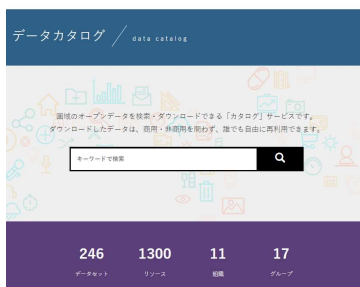 データカタログ
data catalog
圏域のオープンデータを検索・ダウンロードできる「カタログ」サービスです。
ダウンロードしたデータは、商用・非商用を問わず、誰でも自由に再利用できます。
キーワードで検索
246 1300 11 17
データセット リソース 組織 グループ